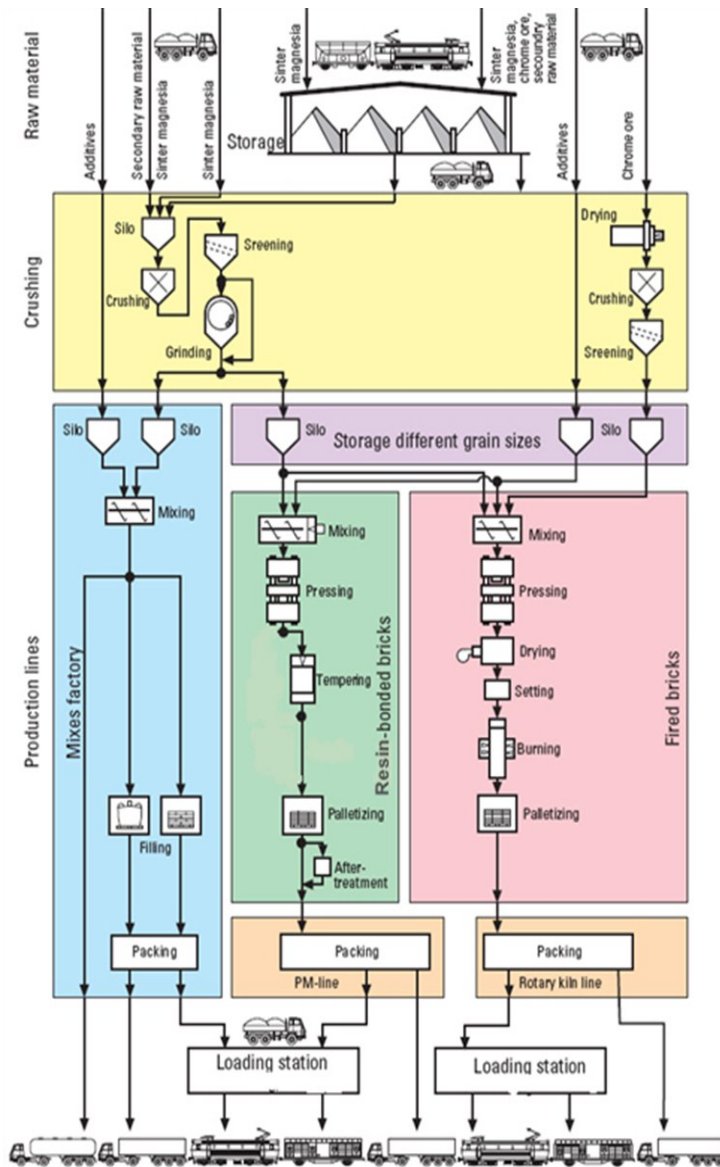 Raw material
Additives
Secondary raw material
Sinter magnesia
Sinter magnesia
Storage
Sinter
magnesia
Sinter
magnesia,
chrome ore,
secoundry
raw material
Additives
Chrome ore
Crushing
Silo
Crushing
Sreening
Grinding
Drying
Crushing
Sreening
Silo
Silo
Silo
Storage different grain sizes
Silo
Silo
Production lines
Mixes factory
Mixing
Filling
Packing
Mixing
Pressing
Tempering
Resin-bonded bricks
Palletizing
After-
treatment
Mixing
Pressing
Drying
Setting
Burning
Fired bricks
Palletizing
Packing
PM-line
Packing
Rotary kiln line
Loading station
Loading station